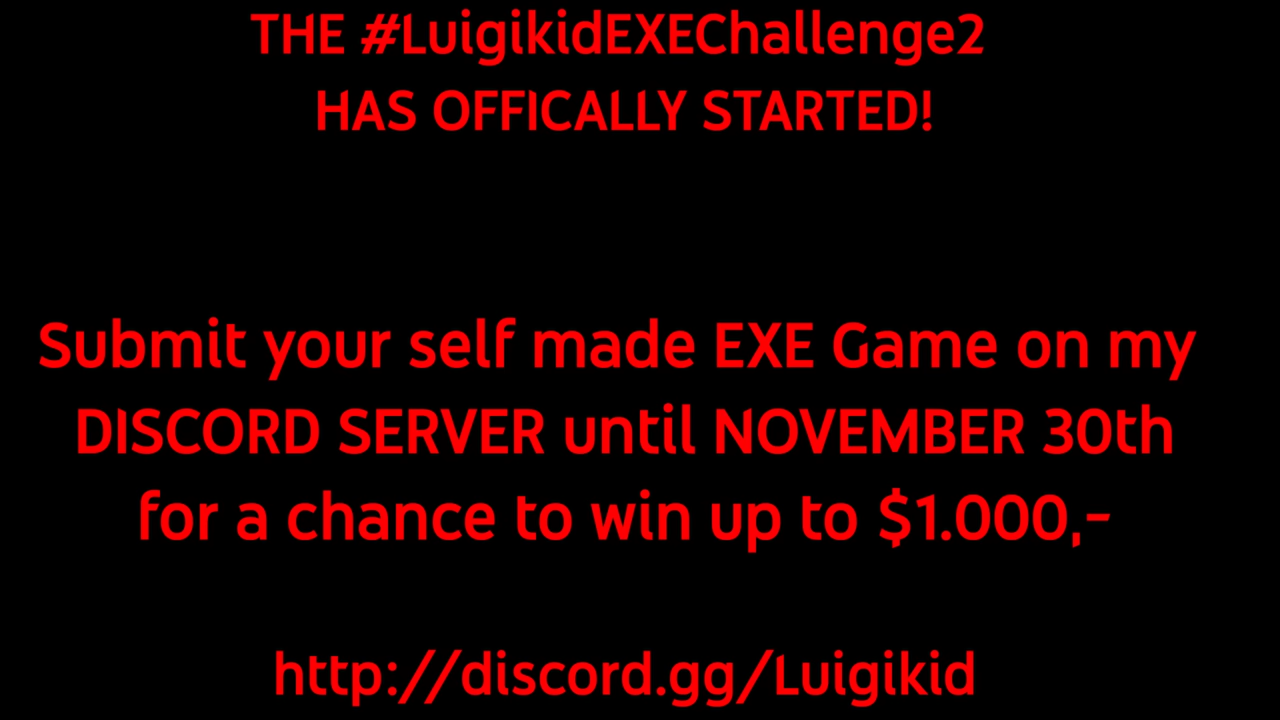 THE #LuigikidEXEChallenge2
HAS OFFICALLY STARTED!
Submit your self made EXE Game on my
DISCORD SERVER until NOVEMBER 30th
for a chance to win up to $1.000,-
http://discord.gg/Luigikid